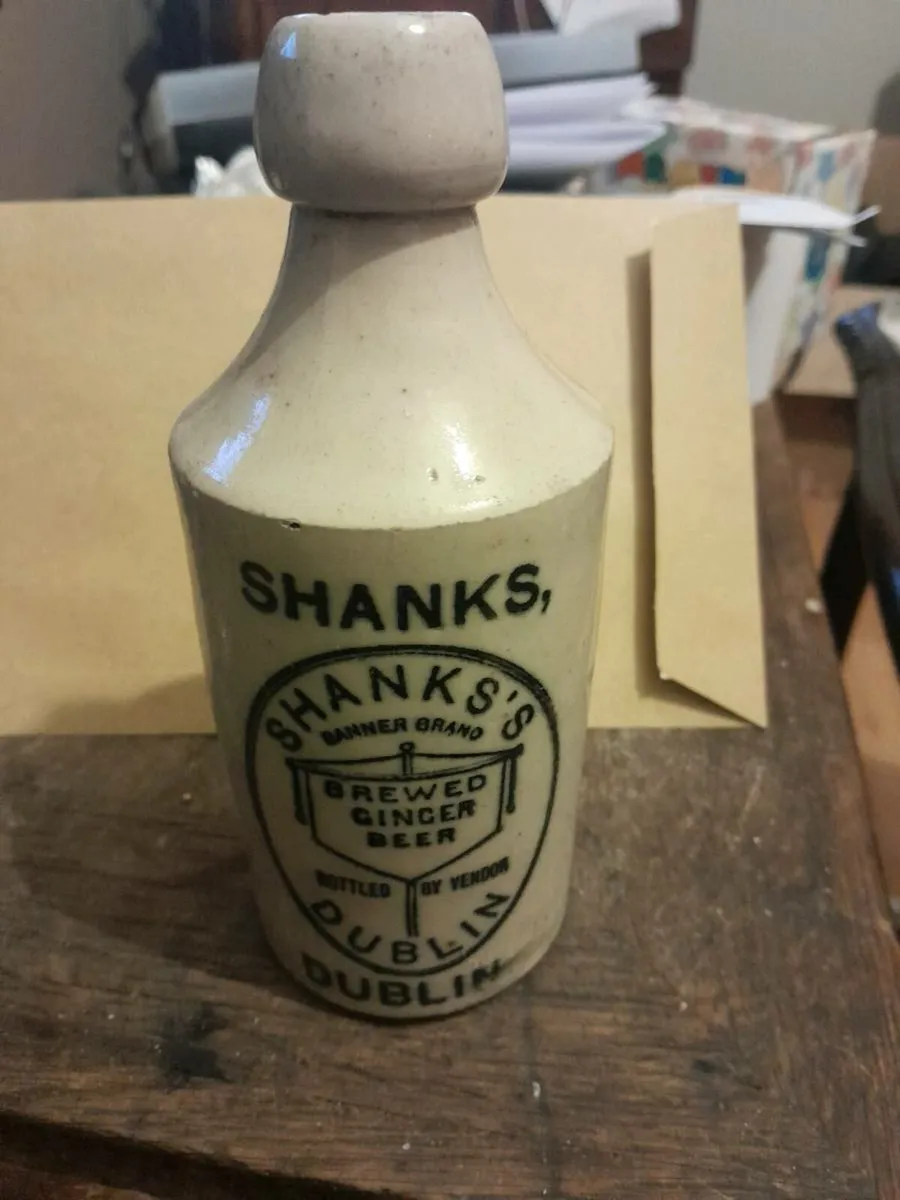 SHANKS,
SHANKS'S
BANNER BRAND
BREWED
GINGER
BEER
BOTTLED BY VENDOR
DUBLIN
DUBLIN.